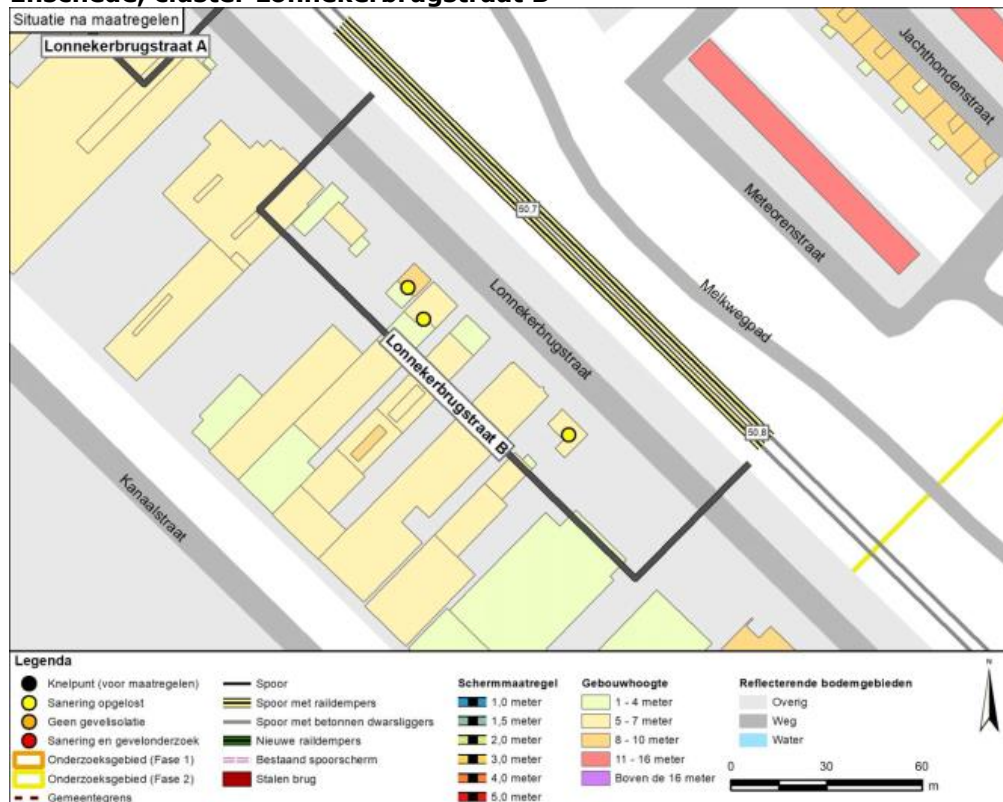 Enschede, cluster Lonnekerbrugstraat B
Situatie na maatregelen
Lonnekerbrugstraat A
Jachthondenstraat
Meteorenstraat
50,7
Melkwegpad
Lonnekerbrugstraat
Lonnekerbrugstraat B
50,8
Kanaalstraat
Legenda
Knelpunt (voor maatregelen)
Sanering opgelost
Geen gevelisolatie
Sanering en gevelonderzoek
Onderzoeksgebied (Fase 1)
Onderzoeksgebied (Fase 2)
Gemeentegrens
Spoor
Spoor met raildempers
Spoor met betonnen dwarsliggers
Nieuwe raildempers
Bestaand spoorscherm
Stalen brug
Schermmaatregel
1,0 meter
1,5 meter
2,0 meter
3,0 meter
4,0 meter
5,0 meter
Gebouwhoogte
1 - 4 meter
5 - 7 meter
8 - 10 meter
11 - 16 meter
Boven de 16 meter
Reflecterende bodemgebieden
Overig
Weg
Water
N
0 30 60
m